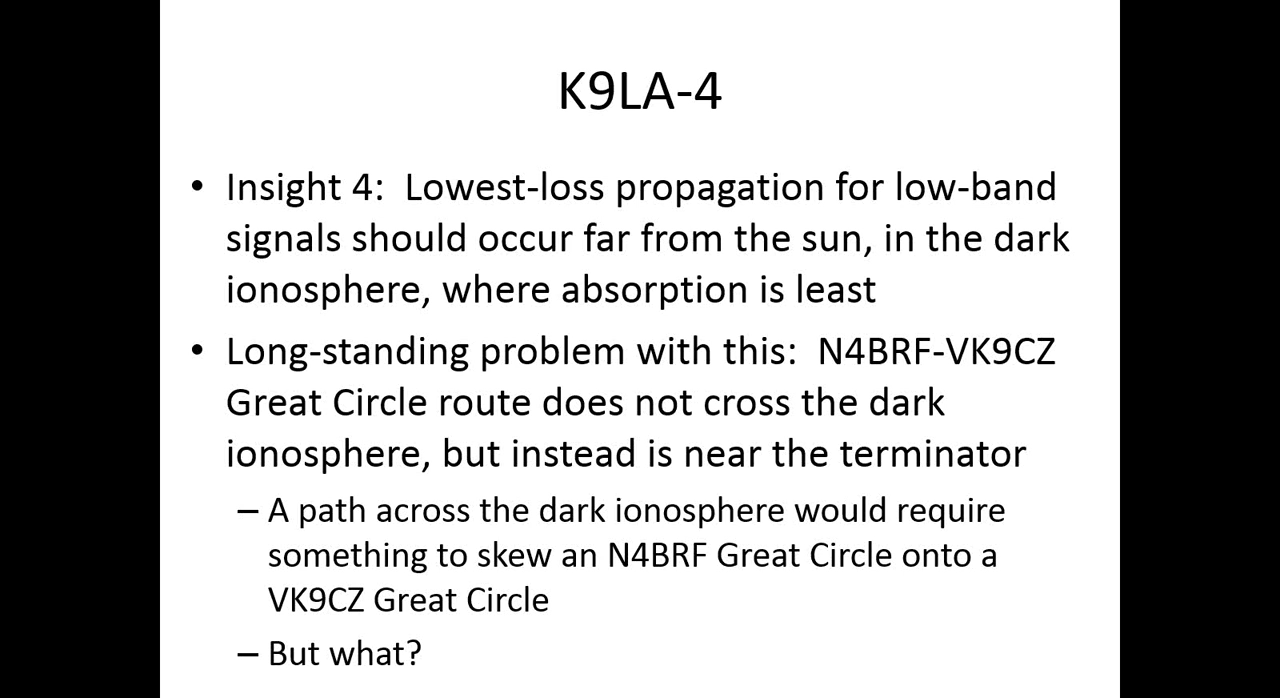 K9LA-4
• Insight 4:  Lowest-loss propagation for low-band
signals should occur far from the sun, in the dark
ionosphere, where absorption is least
• Long-standing problem with this:  N4BRF-VK9CZ
Great Circle route does not cross the dark
ionosphere, but instead is near the terminator
– A path across the dark ionosphere would require
something to skew an N4BRF Great Circle onto a
VK9CZ Great Circle
– But what?